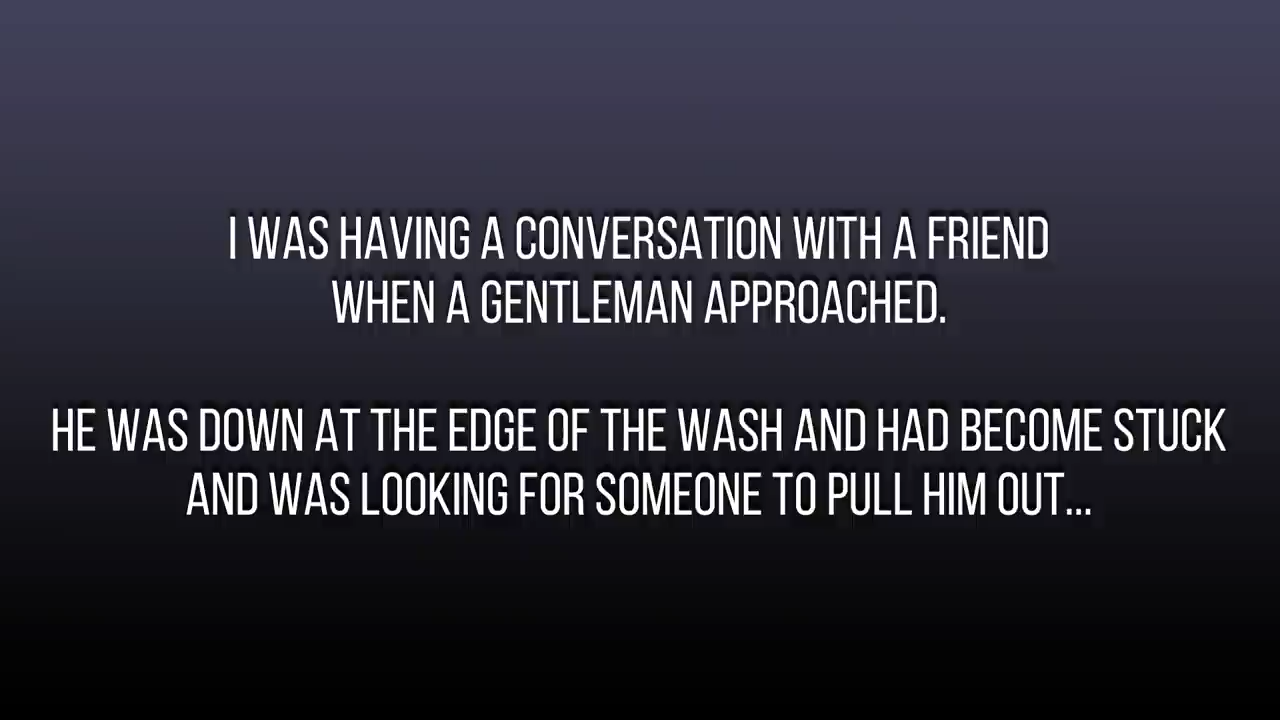 I WAS HAVING A CONVERSATION WITH A FRIEND
WHEN A GENTLEMAN APPROACHED.
HE WAS DOWN AT THE EDGE OF THE WASH AND HAD BECOME STUCK
AND WAS LOOKING FOR SOMEONE TO PULL HIM OUT...